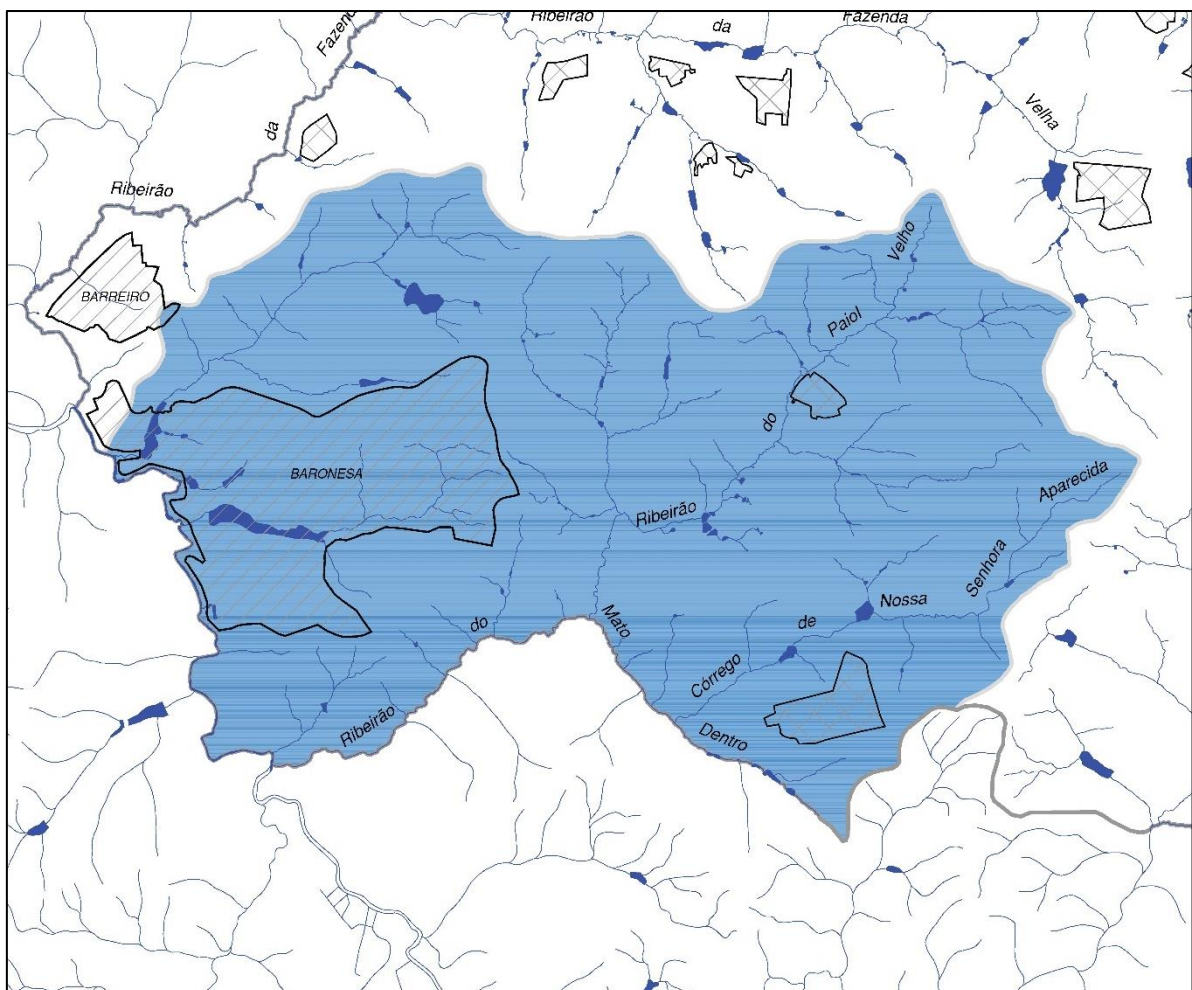 Ribeirão da Fazenda Velha
Ribeirão da Fazenda
BARREIRO
BARONESA
Ribeirão do Paiol Velho
Córrego de Nossa Senhora Aparecida
Ribeirão do Mato Dentro